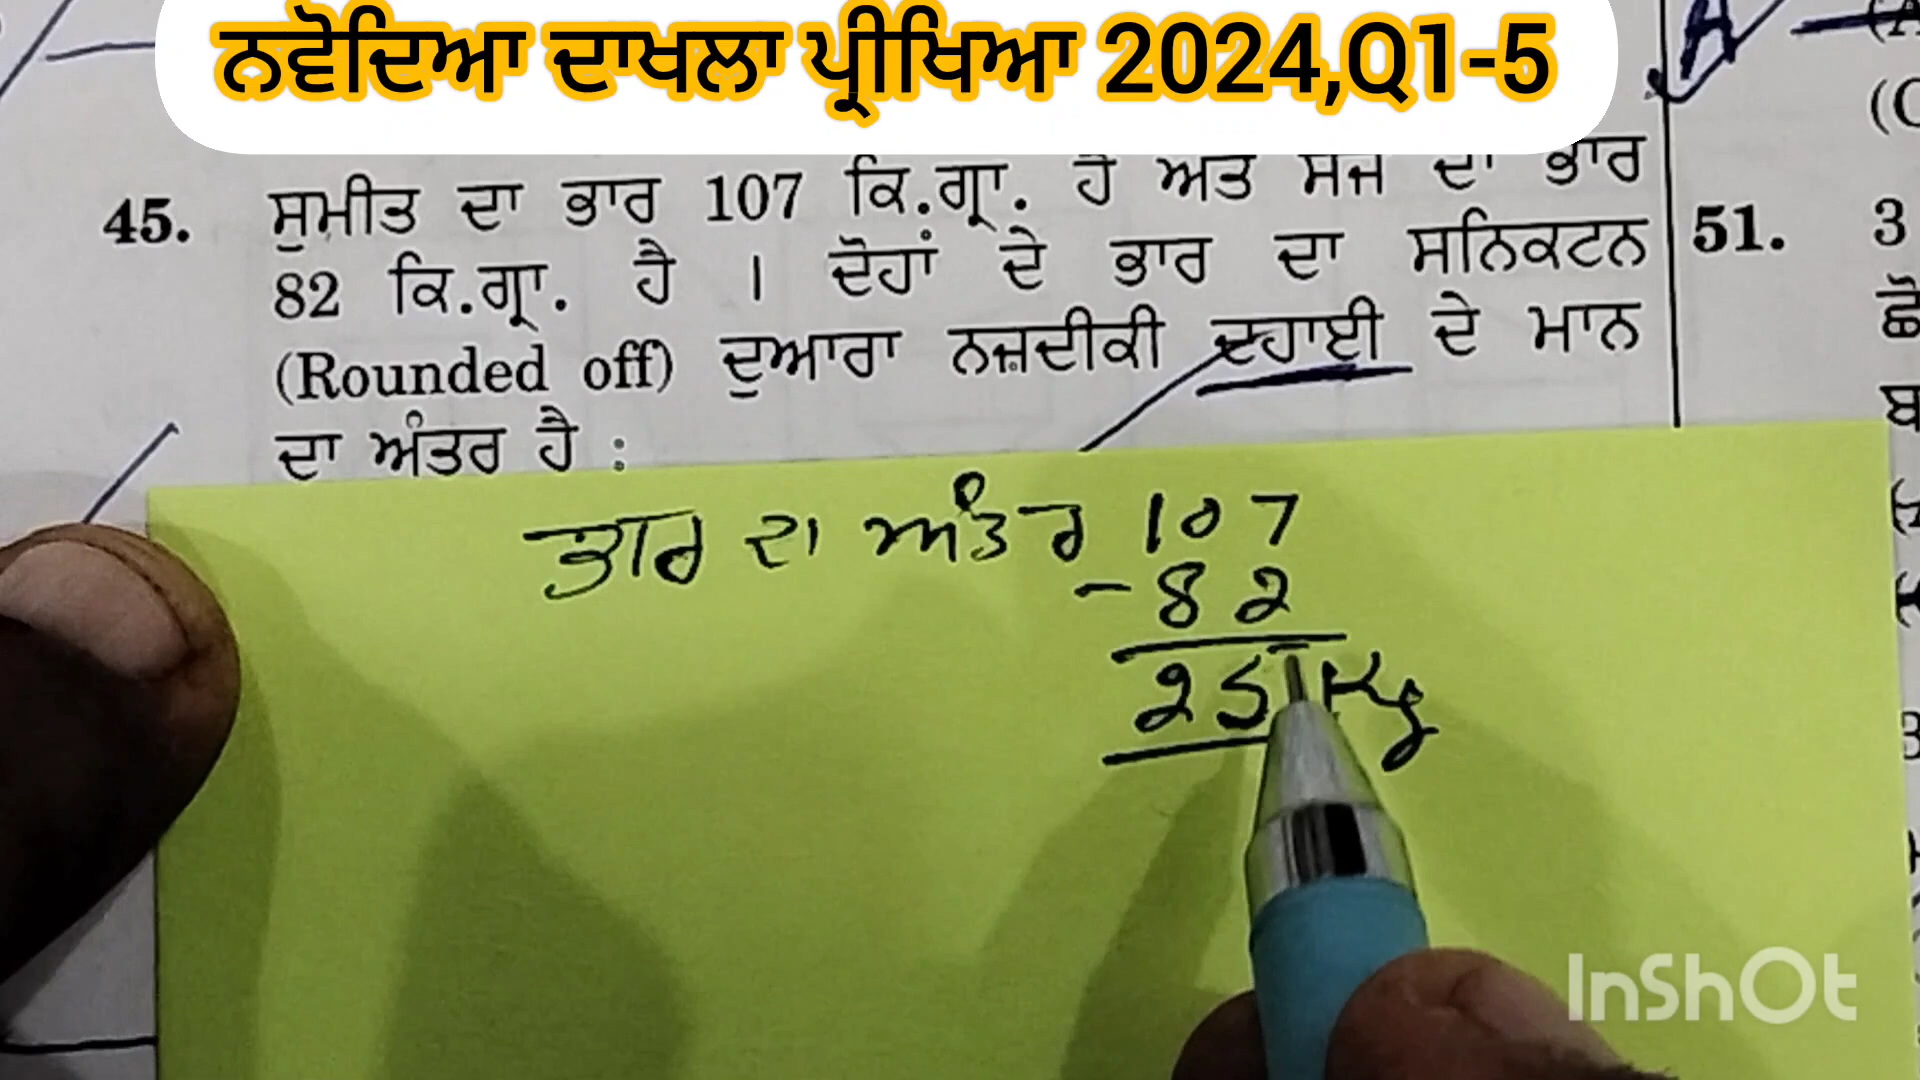 ਨਵੋਦਿਆ ਦਾਖਲਾ ਪ੍ਰੀਖਿਆ 2024,Q1-5
45. ਸੁਮੀਤ ਦਾ ਭਾਰ 107 ਕਿ.ਗ੍ਰਾ. ਹੈ ਅਤੇ ਸੰਜੇ ਦਾ ਭਾਰ
82 ਕਿ.ਗ੍ਰਾ. ਹੈ । ਦੋਹਾਂ ਦੇ ਭਾਰ ਦਾ ਸਨਿਕਟਨ
(Rounded off) ਦੁਆਰਾ ਨਜ਼ਦੀਕੀ ਦਹਾਈ ਦੇ ਮਾਨ
ਦਾ ਅੰਤਰ ਹੈ :
51. 3
ਭਾਰ ਦਾ ਅੰਤਰ 107
- 82
25 Kg
InShOt